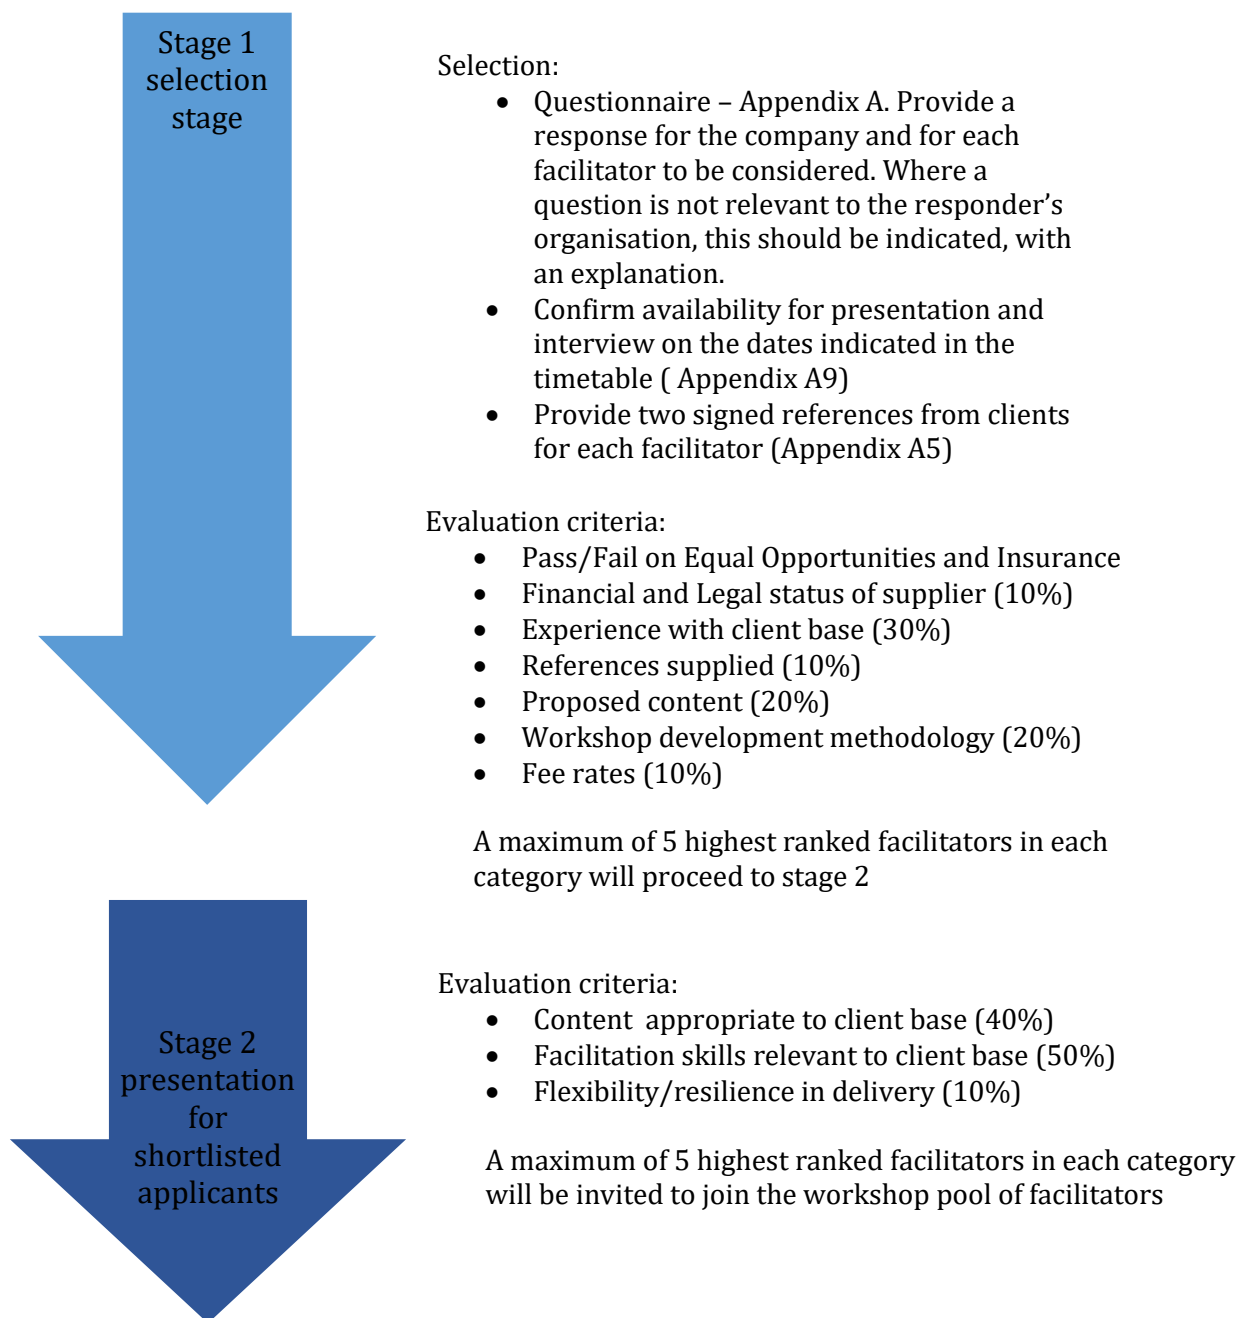 Stage 1
selection
stage
Selection:
• Questionnaire – Appendix A. Provide a
response for the company and for each
facilitator to be considered. Where a
question is not relevant to the responder’s
organisation, this should be indicated, with
an explanation.
• Confirm availability for presentation and
interview on the dates indicated in the
timetable ( Appendix A9)
• Provide two signed references from clients
for each facilitator (Appendix A5)
Evaluation criteria:
• Pass/Fail on Equal Opportunities and Insurance
• Financial and Legal status of supplier (10%)
• Experience with client base (30%)
• References supplied (10%)
• Proposed content (20%)
• Workshop development methodology (20%)
• Fee rates (10%)
A maximum of 5 highest ranked facilitators in each
category will proceed to stage 2
Stage 2
presentation
for
shortlisted
applicants
Evaluation criteria:
• Content  appropriate to client base (40%)
• Facilitation skills relevant to client base (50%)
• Flexibility/resilience in delivery (10%)
A maximum of 5 highest ranked facilitators in each category
will be invited to join the workshop pool of facilitators